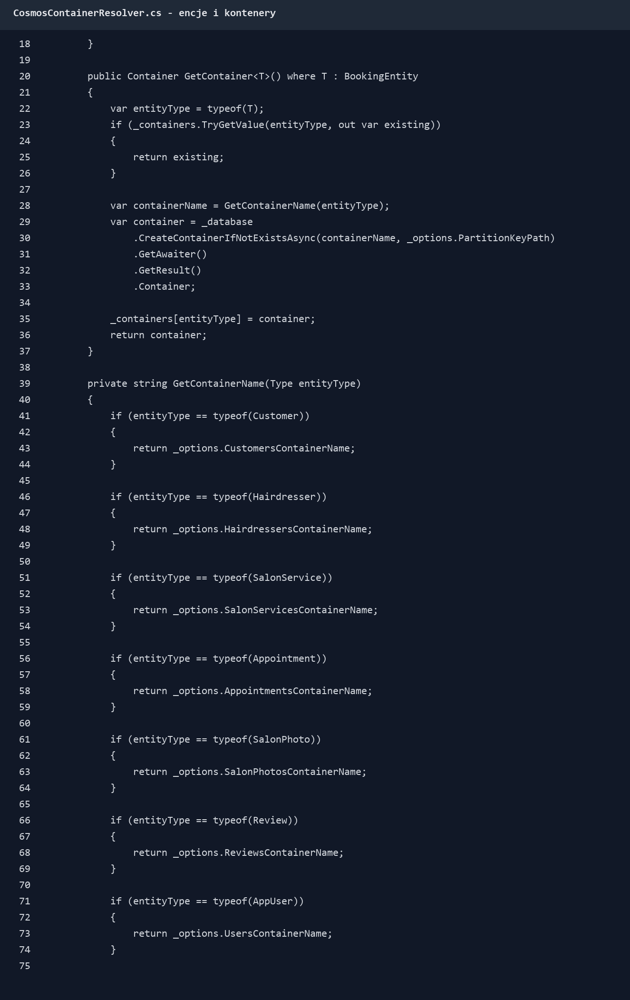 CosmosContainerResolver.cs - encje i kontenery
18        }
19
20        public Container GetContainer<T>() where T : BookingEntity
21        {
22            var entityType = typeof(T);
23            if (_containers.TryGetValue(entityType, out var existing))
24            {
25                return existing;
26            }
27
28            var containerName = GetContainerName(entityType);
29            var container = _database
30                .CreateContainerIfNotExistsAsync(containerName, _options.PartitionKeyPath)
31                .GetAwaiter()
32                .GetResult()
33                .Container;
34
35            _containers[entityType] = container;
36            return container;
37        }
38
39        private string GetContainerName(Type entityType)
40        {
41            if (entityType == typeof(Customer))
42            {
43                return _options.CustomersContainerName;
44            }
45
46            if (entityType == typeof(Hairdresser))
47            {
48                return _options.HairdressersContainerName;
49            }
50
51            if (entityType == typeof(SalonService))
52            {
53                return _options.SalonServicesContainerName;
54            }
55
56            if (entityType == typeof(Appointment))
57            {
58                return _options.AppointmentsContainerName;
59            }
60
61            if (entityType == typeof(SalonPhoto))
62            {
63                return _options.SalonPhotosContainerName;
64            }
65
66            if (entityType == typeof(Review))
67            {
68                return _options.ReviewsContainerName;
69            }
70
71            if (entityType == typeof(AppUser))
72            {
73                return _options.UsersContainerName;
74            }
75